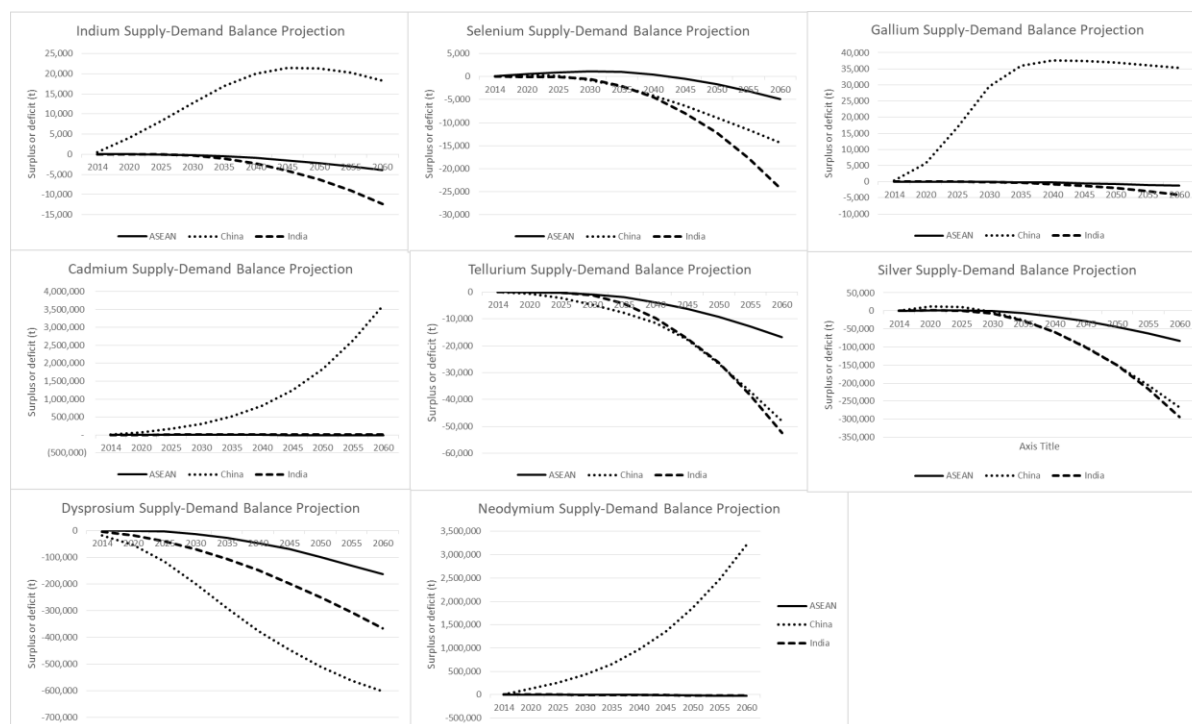 Indium Supply-Demand Balance Projection
Surplus or deficit (t)
25,000
20,000
15,000
10,000
5,000
0
-5,000
-10,000
-15,000
2014 2020 2025 2030 2035 2040 2045 2050 2055 2060
ASEAN China India
Selenium Supply-Demand Balance Projection
Surplus or deficit (t)
5,000
0
-5,000
-10,000
-15,000
-20,000
-25,000
-30,000
2014 2020 2025 2030 2035 2040 2045 2050 2055 2060
ASEAN China India
Gallium Supply-Demand Balance Projection
Surplus or deficit (t)
40,000
35,000
30,000
25,000
20,000
15,000
10,000
5,000
0
-5,000
-10,000
2014 2020 2025 2030 2035 2040 2045 2050 2055 2060
ASEAN China India
Cadmium Supply-Demand Balance Projection
Surplus or deficit (t)
4,000,000
3,500,000
3,000,000
2,500,000
2,000,000
1,500,000
1,000,000
500,000
-
(500,000)
2014 2020 2025 2030 2035 2040 2045 2050 2055 2060
ASEAN China India
Tellurium Supply-Demand Balance Projection
Surplus or deficit (t)
0
-10,000
-20,000
-30,000
-40,000
-50,000
-60,000
2014 2020 2025 2030 2035 2040 2045 2050 2055 2060
ASEAN China India
Silver Supply-Demand Balance Projection
Surplus or deficit (t)
50,000
0
-50,000
-100,000
-150,000
-200,000
-250,000
-300,000
-350,000
2014 2020 2025 2030 2035 2040 2045 2050 2055 2060
Axis Title
ASEAN China India
Dysprosium Supply-Demand Balance Projection
Surplus or deficit (t)
0
-100,000
-200,000
-300,000
-400,000
-500,000
-600,000
-700,000
2014 2020 2025 2030 2035 2040 2045 2050 2055 2060
Neodymium Supply-Demand Balance Projection
Surplus or deficit (t)
3,500,000
3,000,000
2,500,000
2,000,000
1,500,000
1,000,000
500,000
0
-500,000
2014 2020 2025 2030 2035 2040 2045 2050 2055 2060
ASEAN
China
India